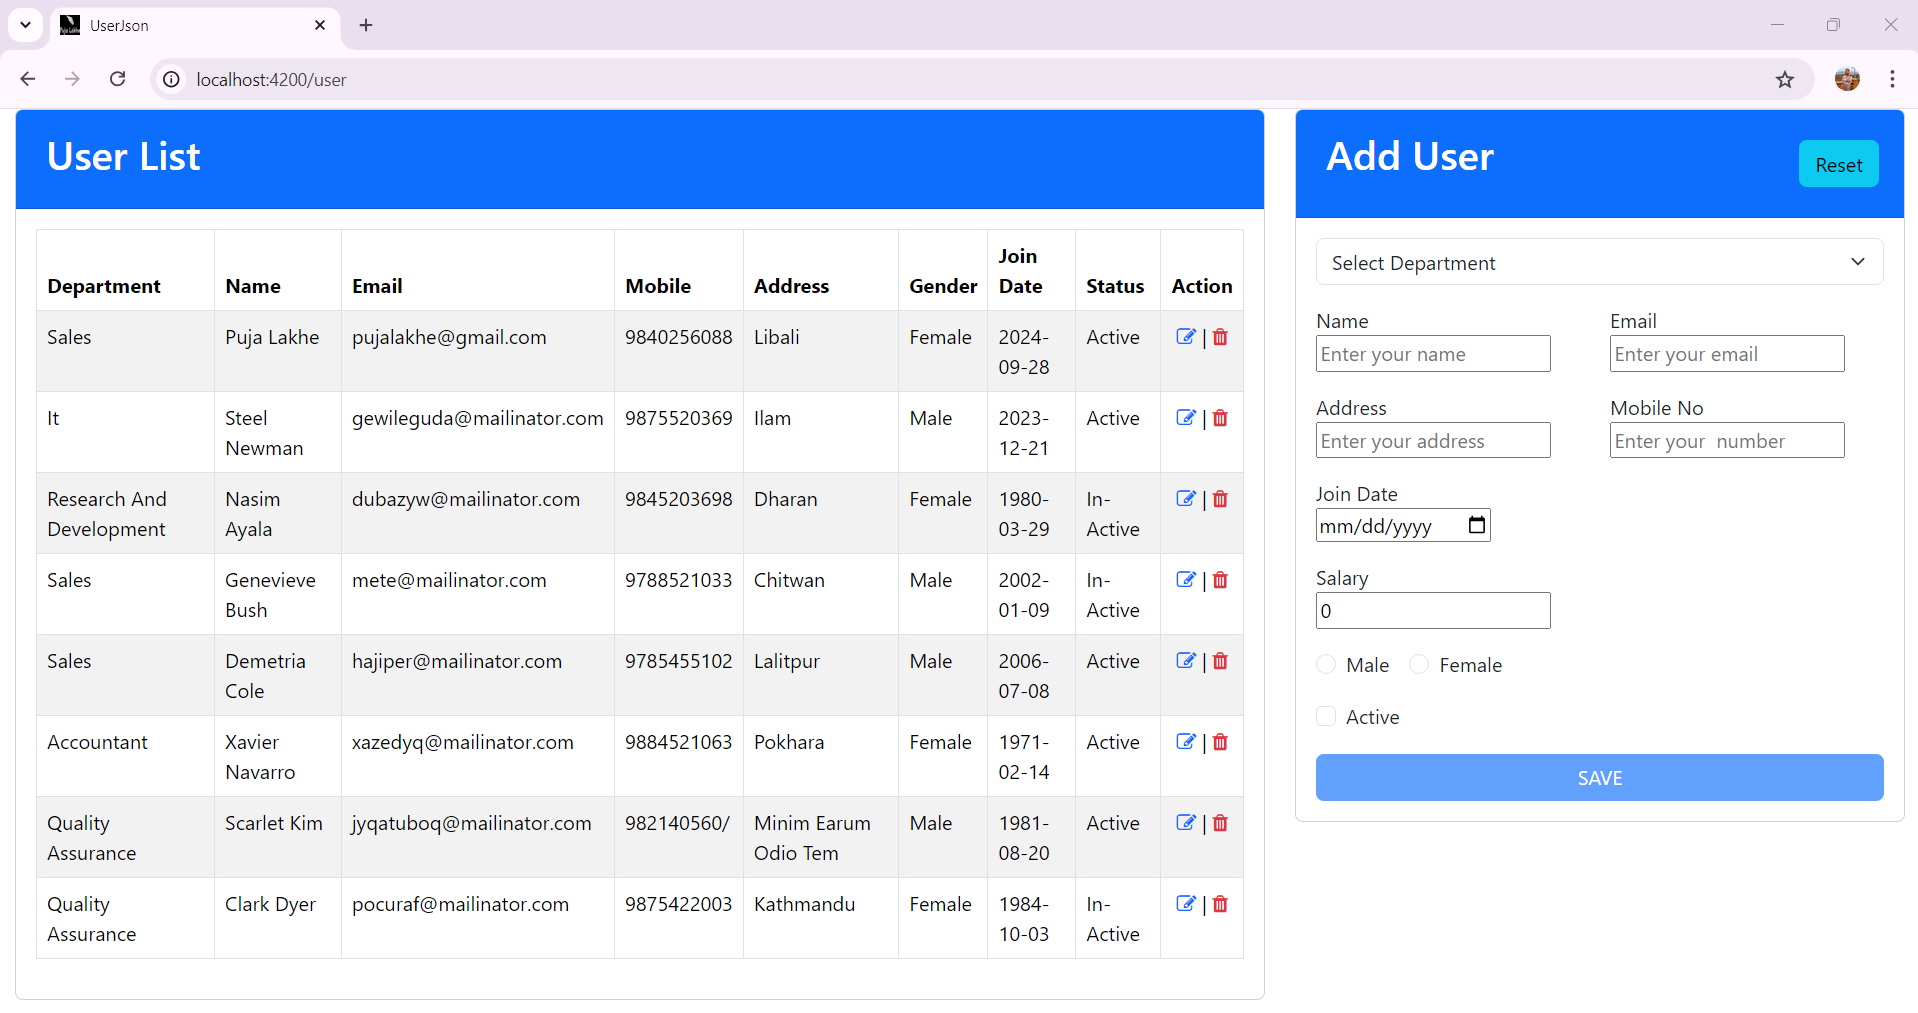 UserJson
localhost:4200/user
User List
Department Name Email Mobile Address Gender Join Date Status Action
Sales Puja Lakhe pujalakhe@gmail.com 9840256088 Libali Female 2024-09-28 Active |
It Steel Newman gewileguda@mailinator.com 9875520369 Ilam Male 2023-12-21 Active |
Research And Development Nasim Ayala dubazyw@mailinator.com 9845203698 Dharan Female 1980-03-29 In-Active |
Sales Genevieve Bush mete@mailinator.com 9788521033 Chitwan Male 2002-01-09 In-Active |
Sales Demetria Cole hajiper@mailinator.com 9785455102 Lalitpur Male 2006-07-08 Active |
Accountant Xavier Navarro xazedyq@mailinator.com 9884521063 Pokhara Female 1971-02-14 Active |
Quality Assurance Scarlet Kim jyqatuboq@mailinator.com 982140560/ Minim Earum Odio Tem Male 1981-08-20 Active |
Quality Assurance Clark Dyer pocuraf@mailinator.com 9875422003 Kathmandu Female 1984-10-03 In-Active |
Add User
Reset
Select Department
Name Email
Enter your name Enter your email
Address Mobile No
Enter your address Enter your  number
Join Date
mm/dd/yyyy
Salary
0
Male Female
Active
SAVE